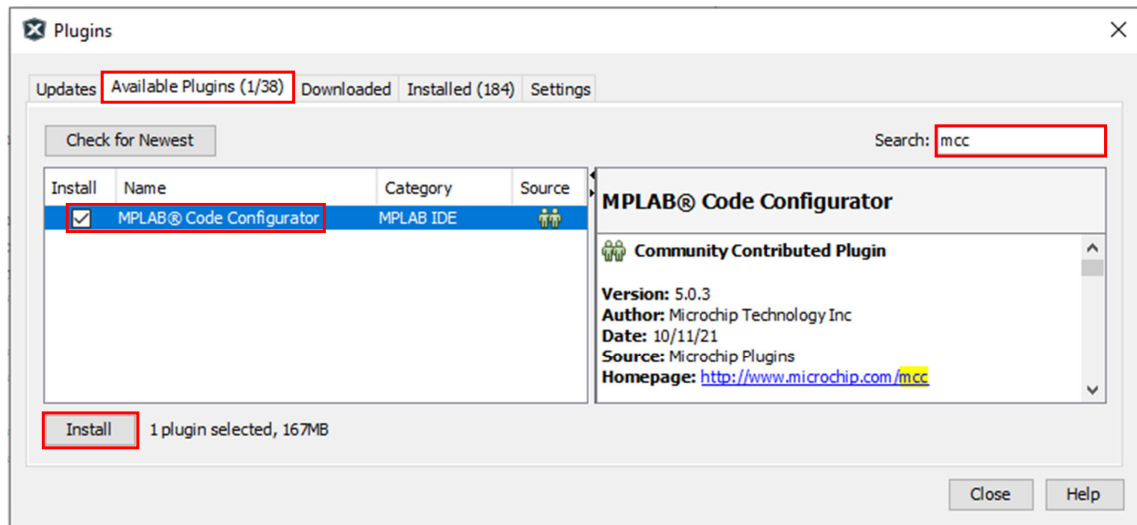 Plugins
Updates Available Plugins (1/38) Downloaded Installed (184) Settings
Check for Newest
Search: mcc
Install Name Category Source
MPLAB® Code Configurator MPLAB IDE
MPLAB® Code Configurator
Community Contributed Plugin
Version: 5.0.3
Author: Microchip Technology Inc
Date: 10/11/21
Source: Microchip Plugins
Homepage: http://www.microchip.com/mcc
Install 1 plugin selected, 167MB
Close Help